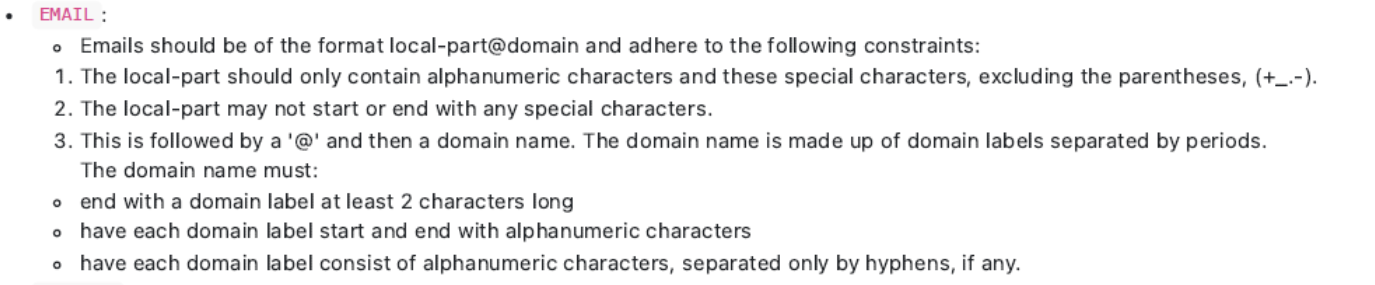 • EMAIL :
◦ Emails should be of the format local-part@domain and adhere to the following constraints:
1. The local-part should only contain alphanumeric characters and these special characters, excluding the parentheses, (+_.-).
2. The local-part may not start or end with any special characters.
3. This is followed by a '@' and then a domain name. The domain name is made up of domain labels separated by periods.
The domain name must:
◦ end with a domain label at least 2 characters long
◦ have each domain label start and end with alphanumeric characters
◦ have each domain label consist of alphanumeric characters, separated only by hyphens, if any.